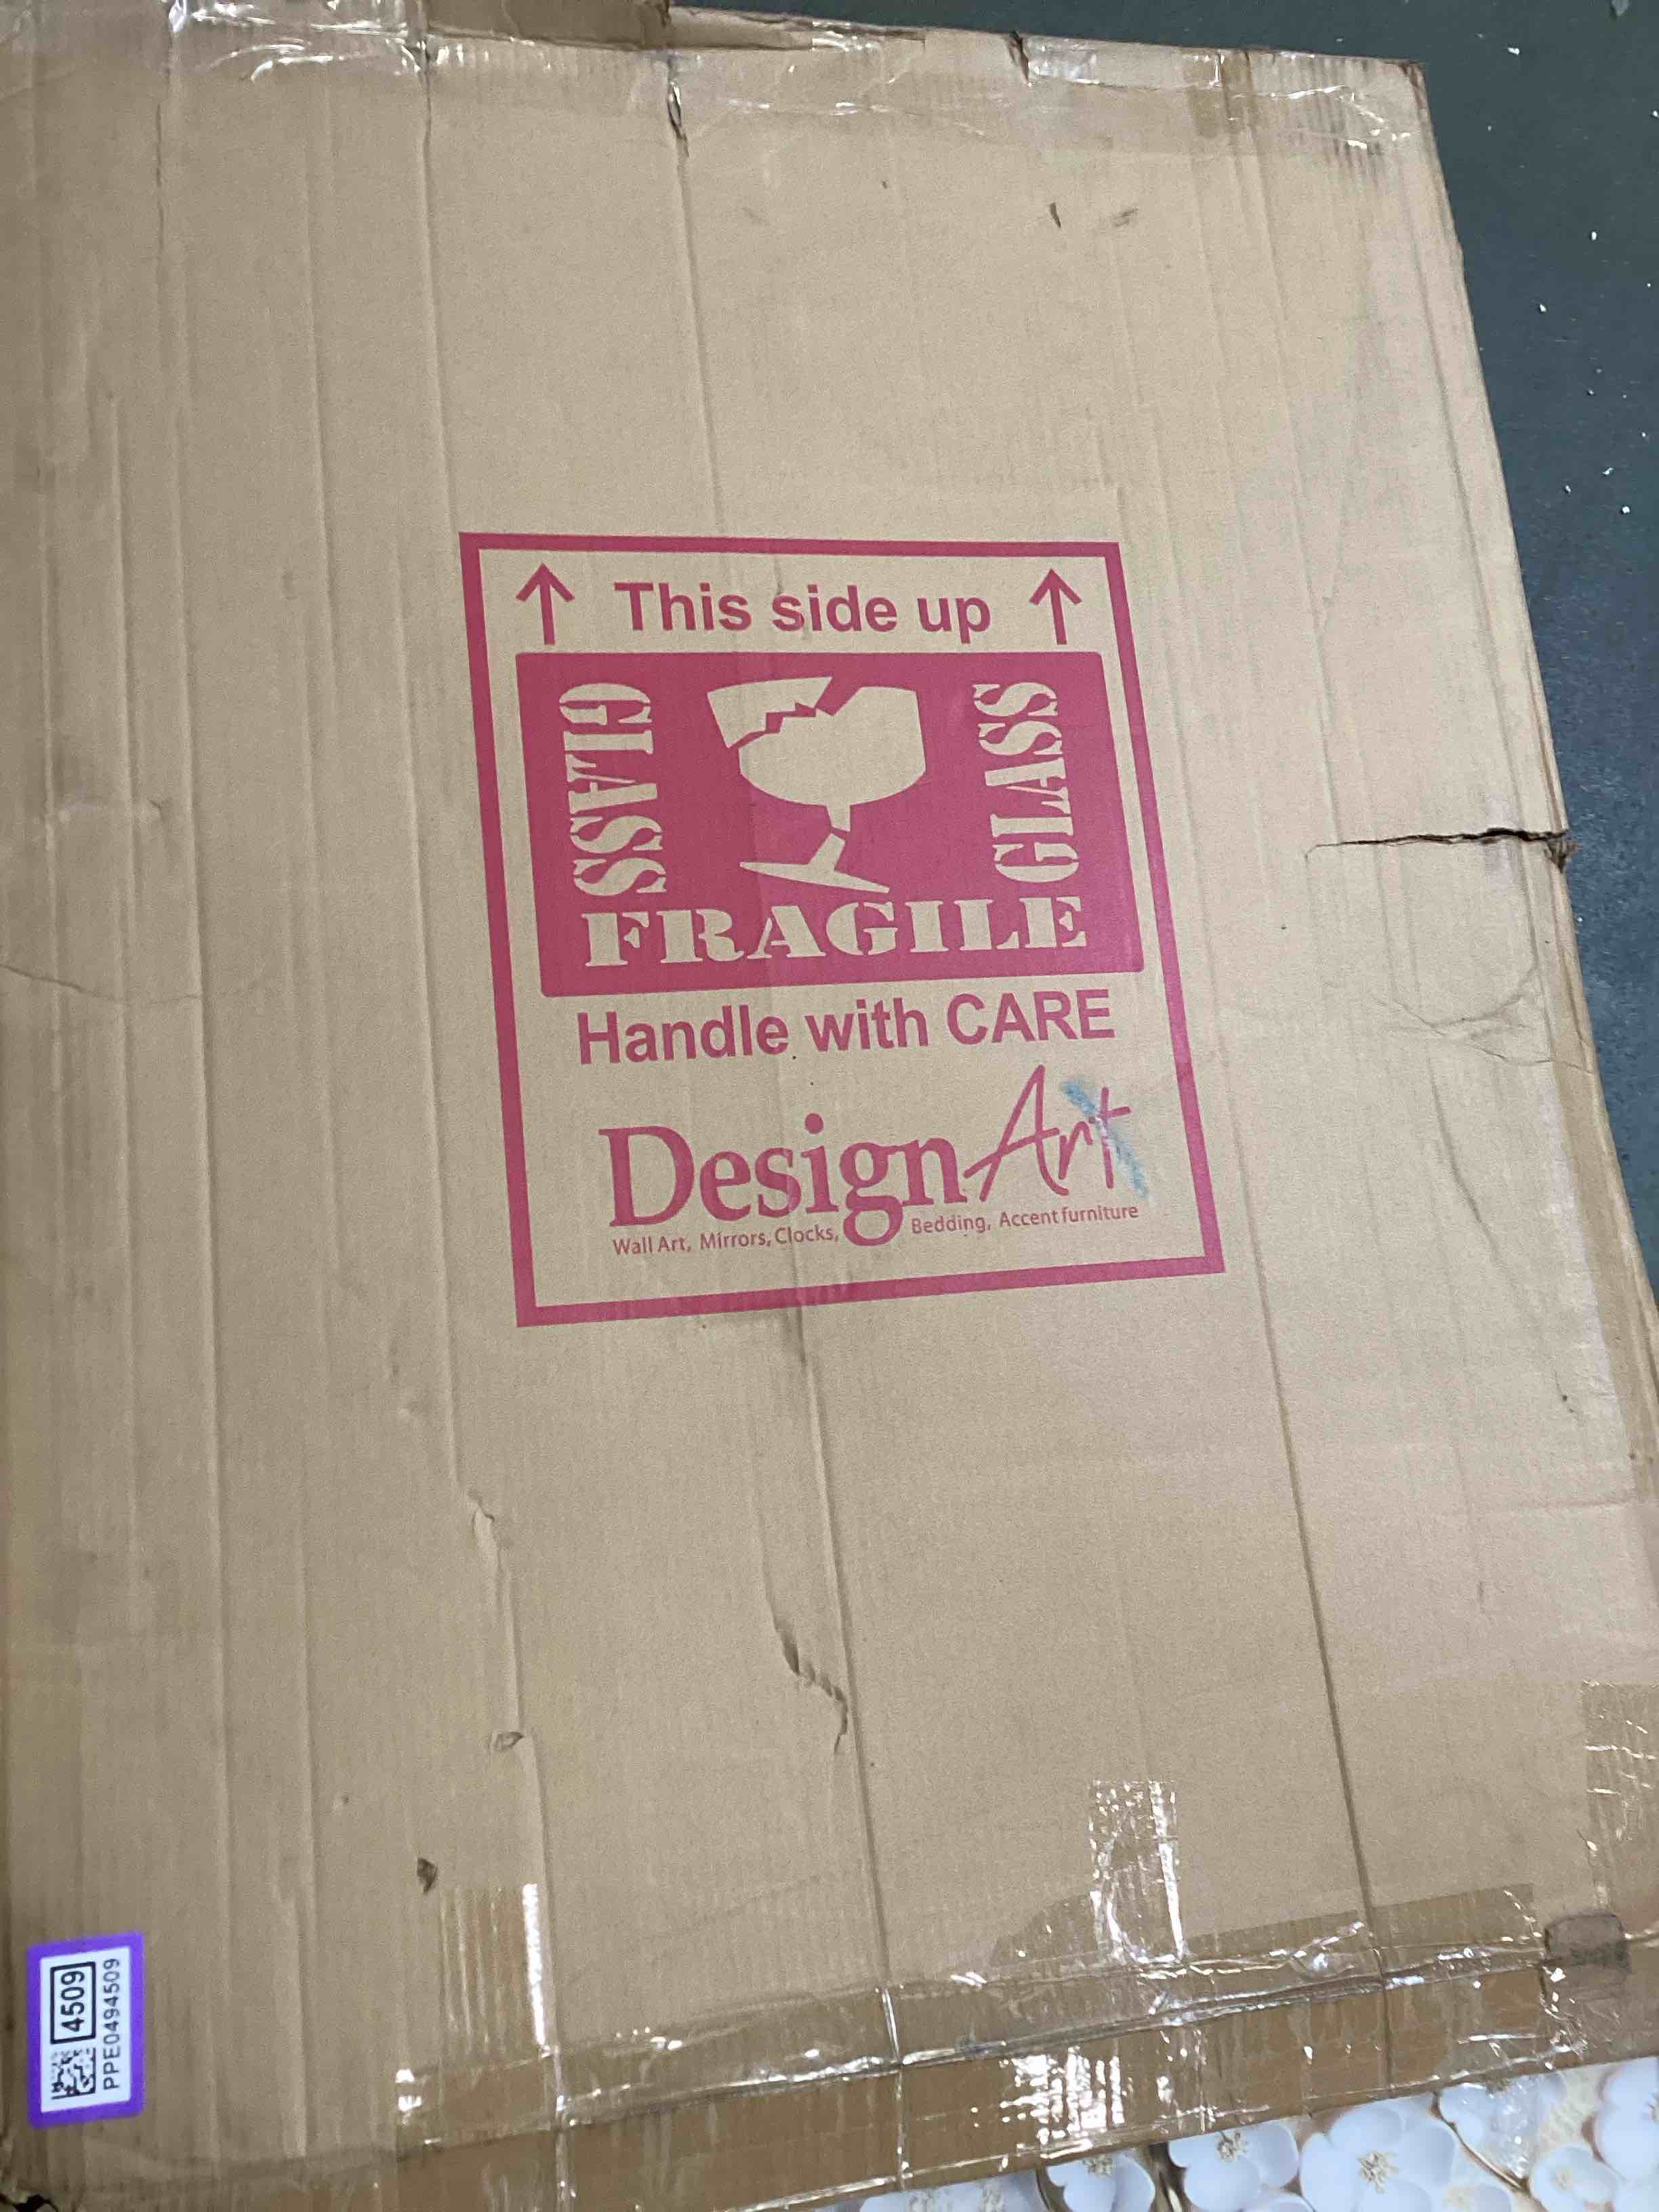 This side up
GLASS
GLASS
FRAGILE
Handle with CARE
DesignArt
Wall Art, Mirrors, Clocks, Bedding, Accent furniture
4509
PPE0494509